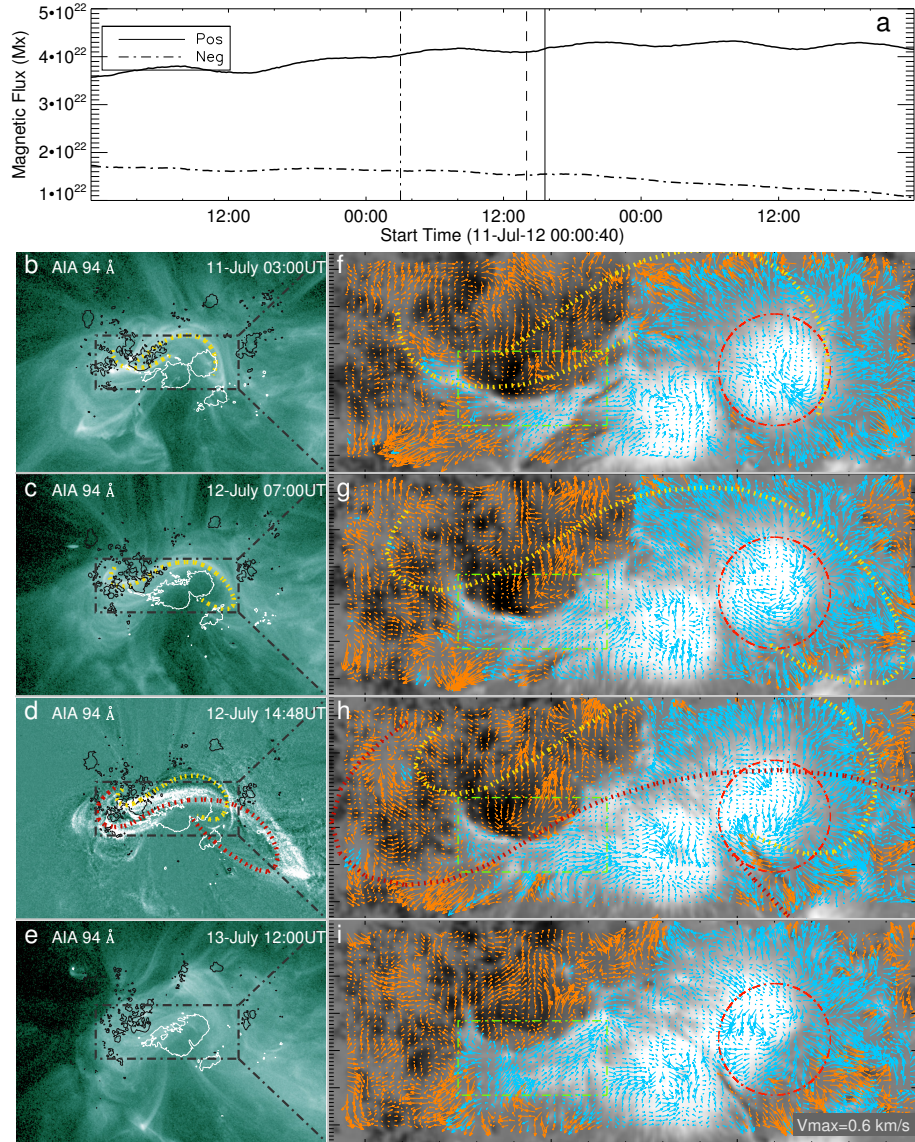 a
5•10²²
4•10²²
3•10²²
2•10²²
1•10²²
Magnetic Flux (Mx)
Pos
Neg
12:00 00:00 12:00 00:00 12:00
Start Time (11-Jul-12 00:00:40)
b AIA 94 Å 11-July 03:00UT
f
c AIA 94 Å 12-July 07:00UT
g
d AIA 94 Å 12-July 14:48UT
h
e AIA 94 Å 13-July 12:00UT
i
Vmax=0.6 km/s